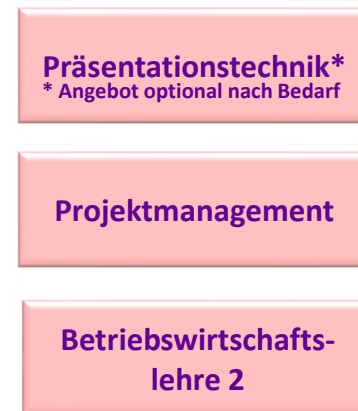 Präsentationstechnik*
* Angebot optional nach Bedarf
Projektmanagement
Betriebswirtschafts-
lehre 2